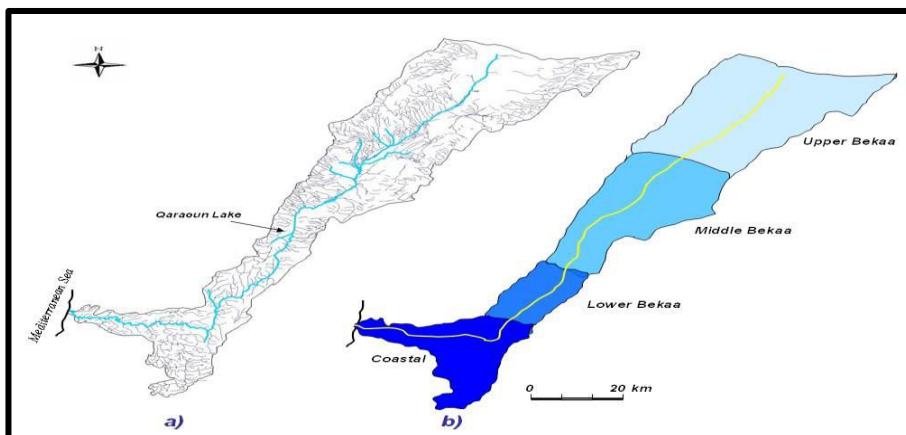 N
Upper Bekaa
Qaraoun Lake
Middle Bekaa
Mediterranean Sea
Lower Bekaa
Coastal
0 20 km
a)
b)